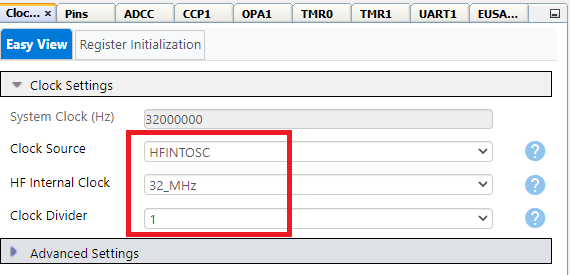 Cloc... × Pins ADCC CCP1 OPA1 TMR0 TMR1 UART1 EUSA...
Easy View Register Initialization
Clock Settings
System Clock (Hz) 32000000
Clock Source HFINTOSC ?
HF Internal Clock 32_MHz ?
Clock Divider 1 ?
Advanced Settings